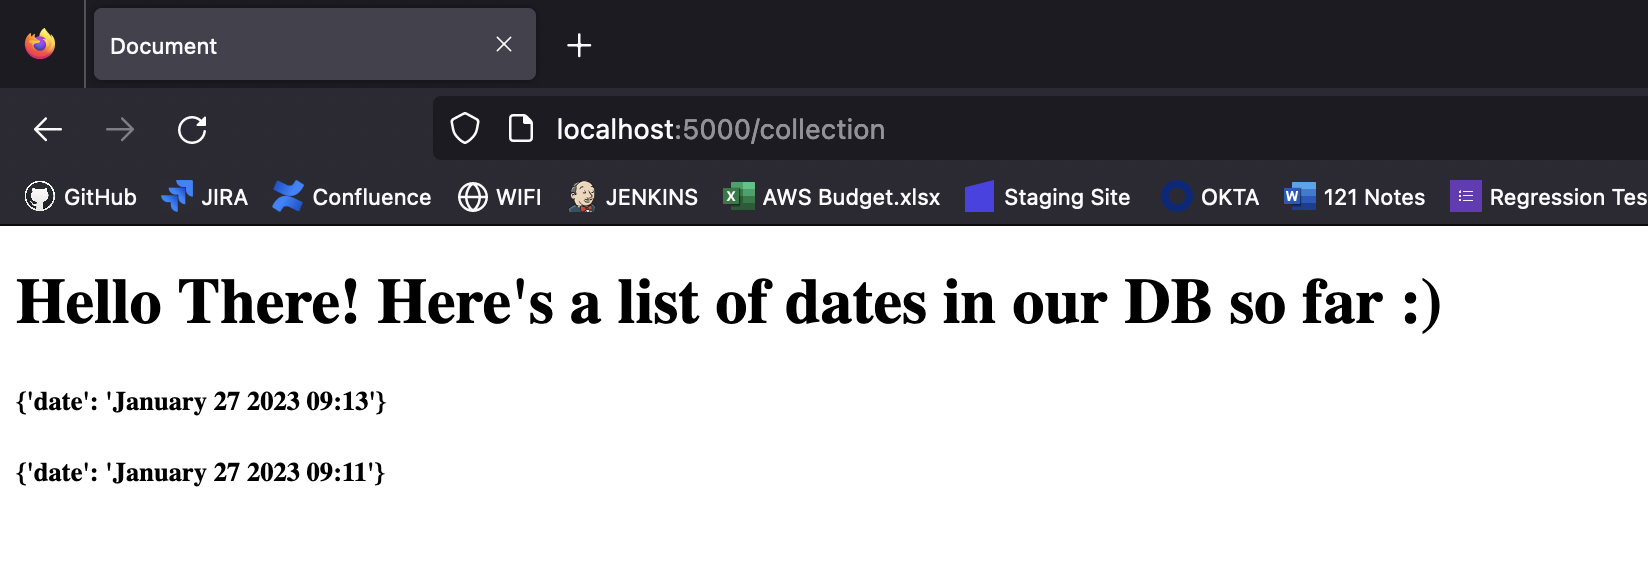 Document
localhost:5000/collection
GitHub JIRA Confluence WIFI JENKINS AWS Budget.xlsx Staging Site OKTA 121 Notes Regression Tes
Hello There! Here's a list of dates in our DB so far :)
{'date': 'January 27 2023 09:13'}
{'date': 'January 27 2023 09:11'}